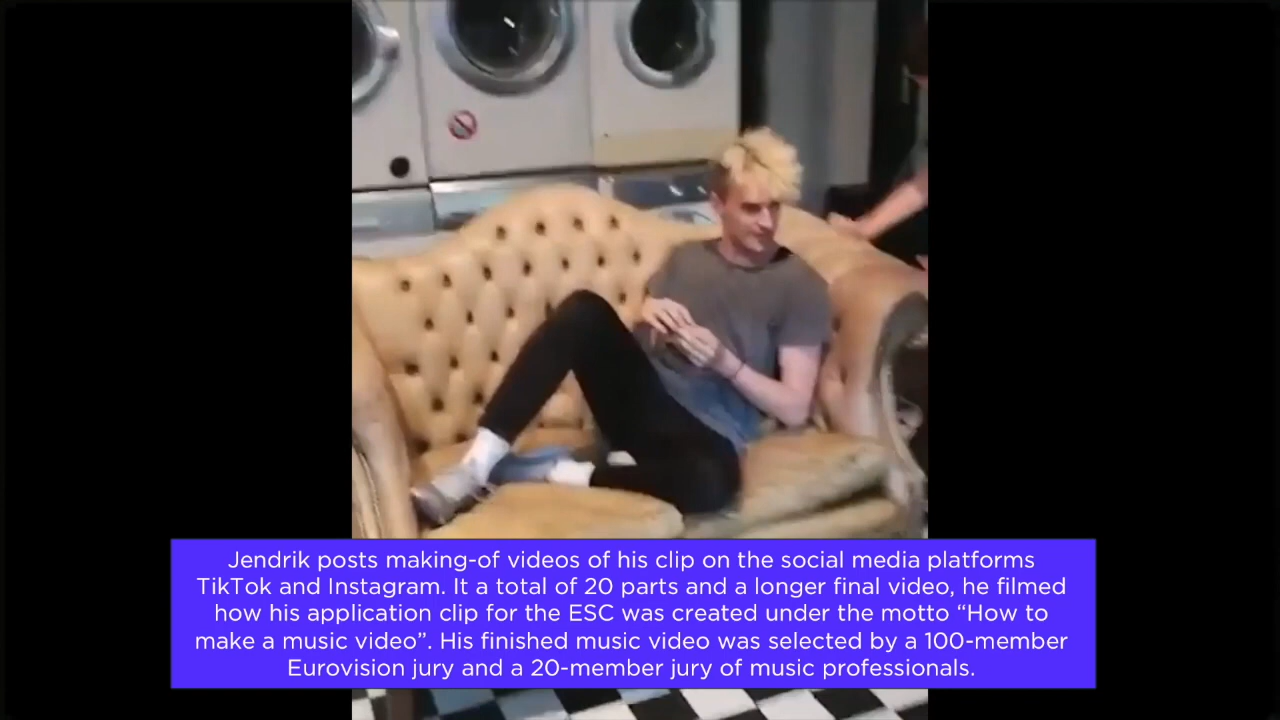 Jendrik posts making-of videos of his clip on the social media platforms
TikTok and Instagram. It a total of 20 parts and a longer final video, he filmed
how his application clip for the ESC was created under the motto “How to
make a music video”. His finished music video was selected by a 100-member
Eurovision jury and a 20-member jury of music professionals.